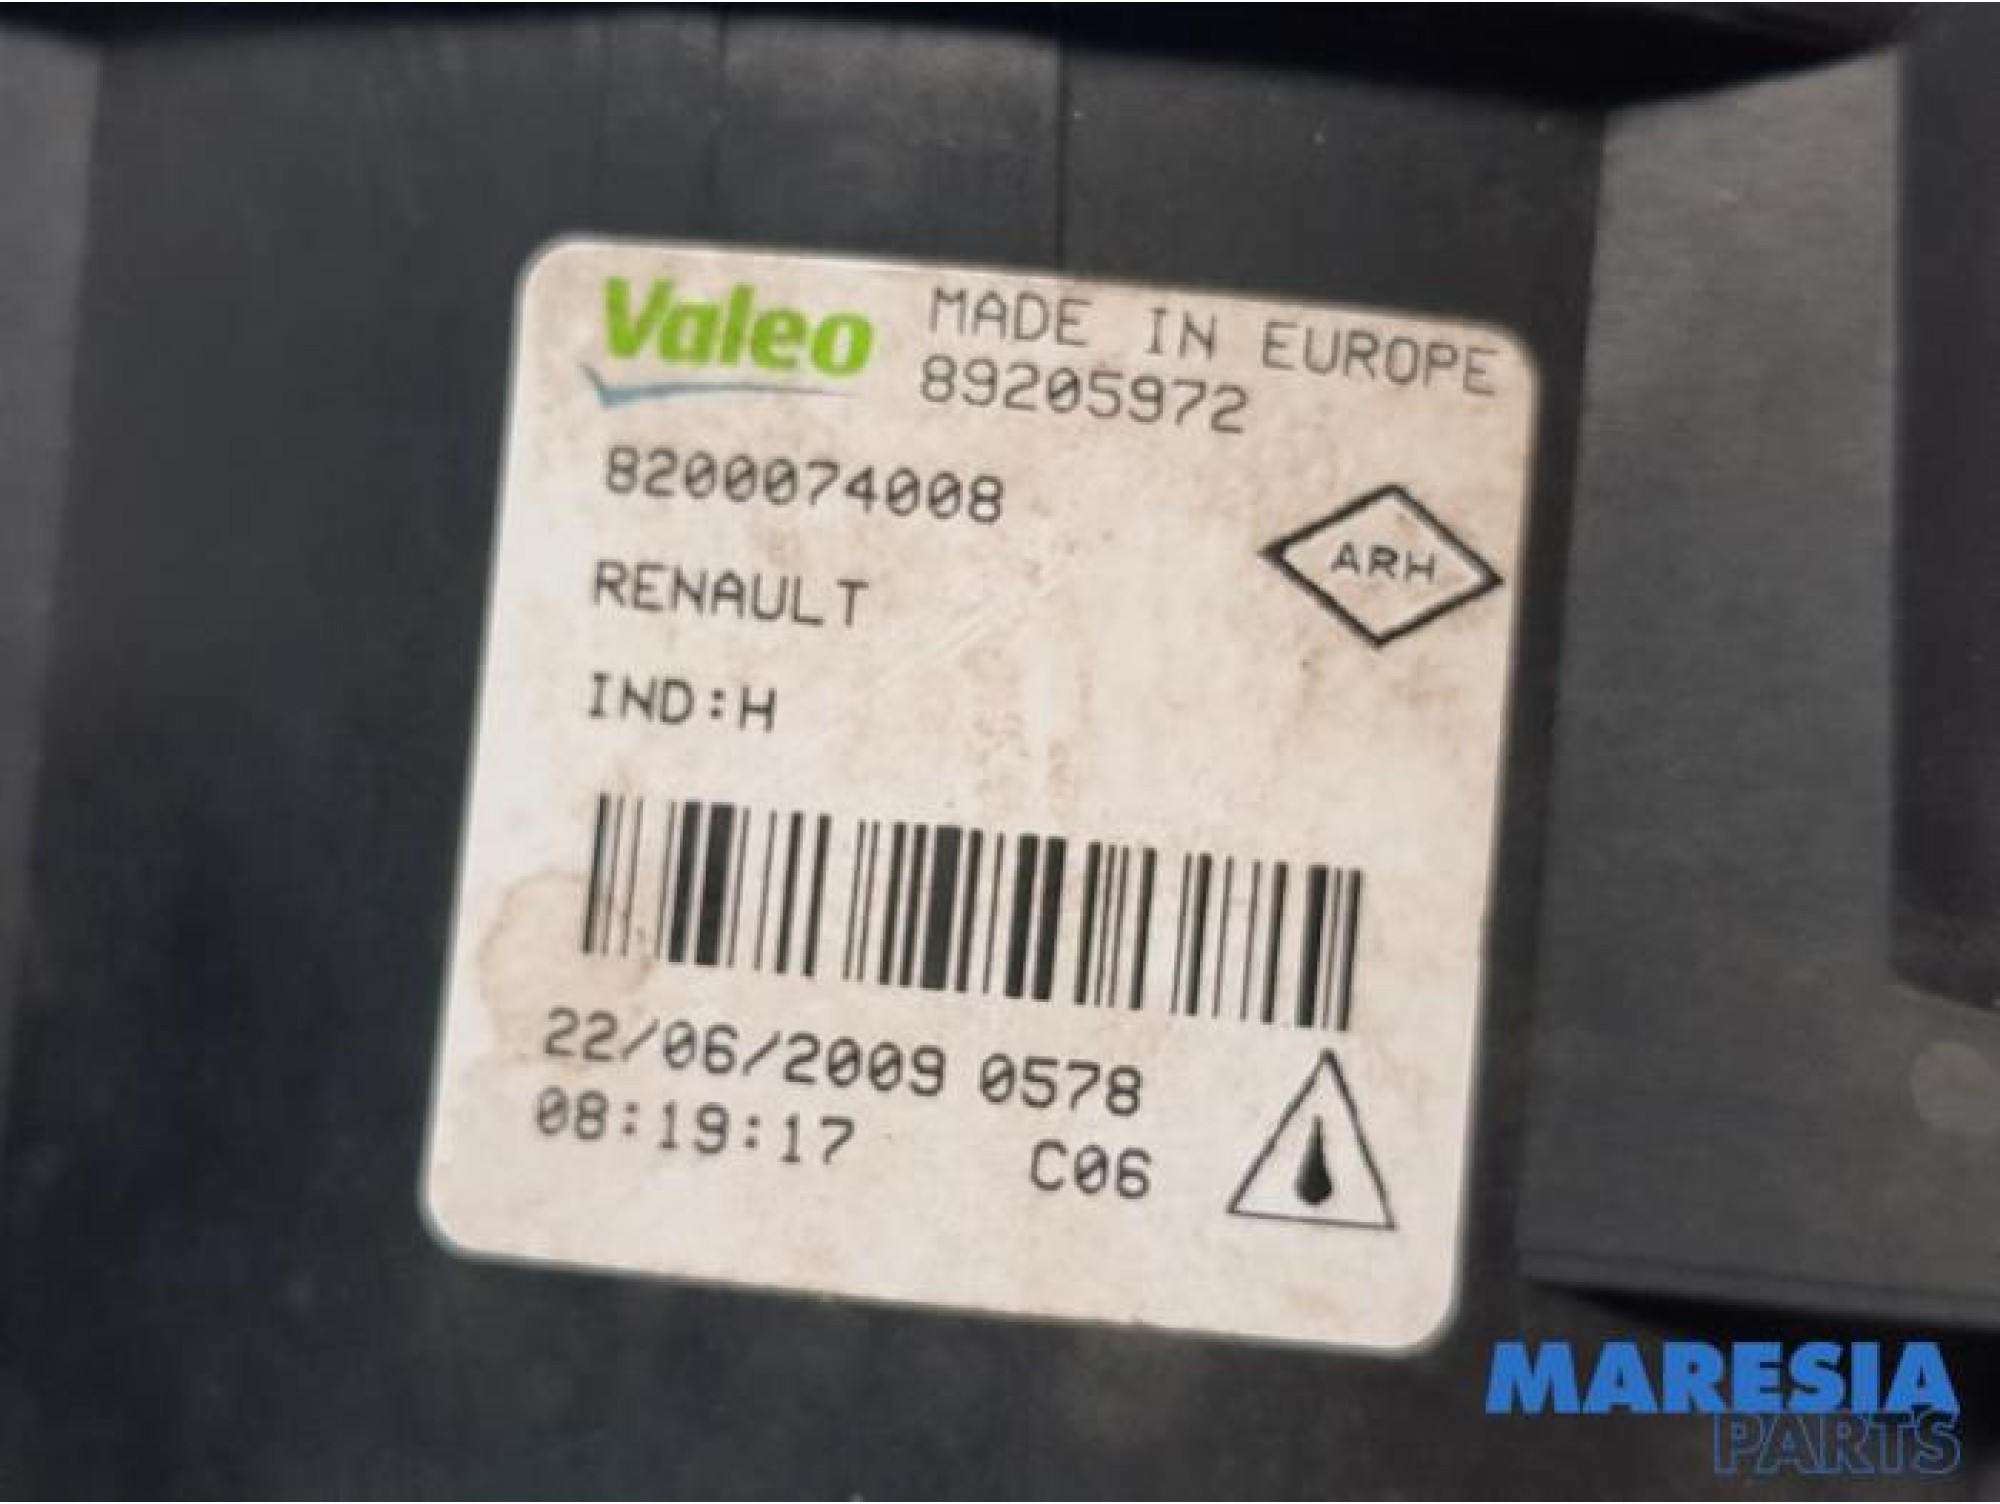 Valeo MADE IN EUROPE
89205972
8200074008
ARH
RENAULT
IND:H
22/06/2009 0578
08:19:17 C06
MARESIA
PARTS